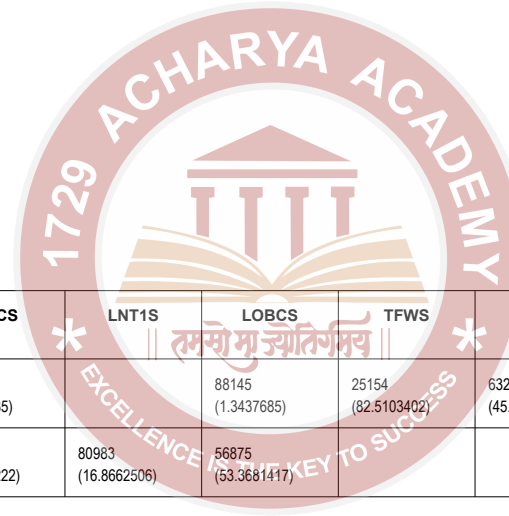 1729 ACHARYA ACADEMY
CS LNT1S LOBCS TFWS
|| तमसो मा ज्योतिर्गमय ||
88145 25154 632
5) (1.3437685) (82.5103402) (45.
80983 56875
222) (16.8662506) (53.3681417)
EXCELLENCE IS THE KEY TO SUCCESS